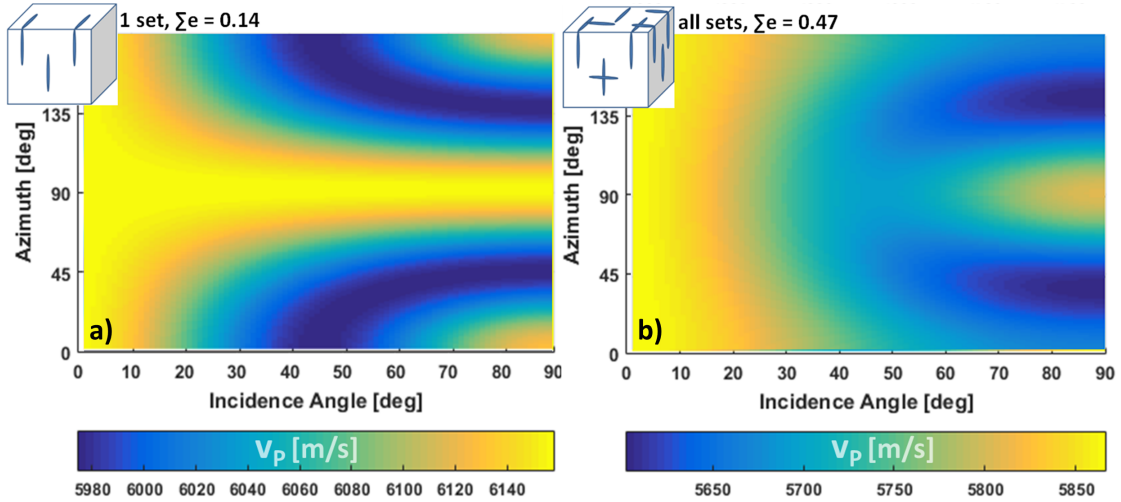 1 set, ∑e = 0.14
Azimuth [deg]
135
90
45
0
a)
0 10 20 30 40 50 60 70 80 90
Incidence Angle [deg]
vP [m/s]
5980 6000 6020 6040 6060 6080 6100 6120 6140
all sets, ∑e = 0.47
Azimuth [deg]
135
90
45
0
b)
0 10 20 30 40 50 60 70 80 90
Incidence Angle [deg]
vP [m/s]
5650 5700 5750 5800 5850